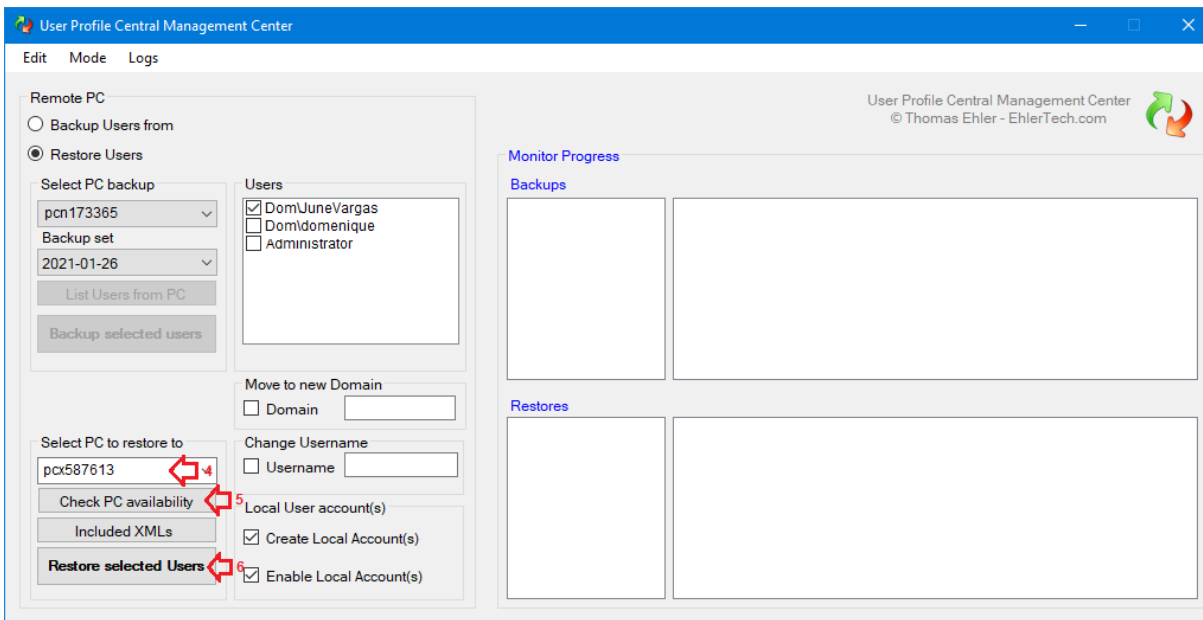 User Profile Central Management Center
Edit Mode Logs
Remote PC
Backup Users from
Restore Users
Select PC backup
pcn173365
Backup set
2021-01-26
List Users from PC
Backup selected users
Users
Dom\JuneVargas
Dom\domenique
Administrator
Move to new Domain
Domain
Select PC to restore to
pcx587613
4
Check PC availability
5
Included XMLs
Restore selected Users
6
Change Username
Username
Local User account(s)
Create Local Account(s)
Enable Local Account(s)
User Profile Central Management Center
© Thomas Ehler - EhlerTech.com
Monitor Progress
Backups
Restores